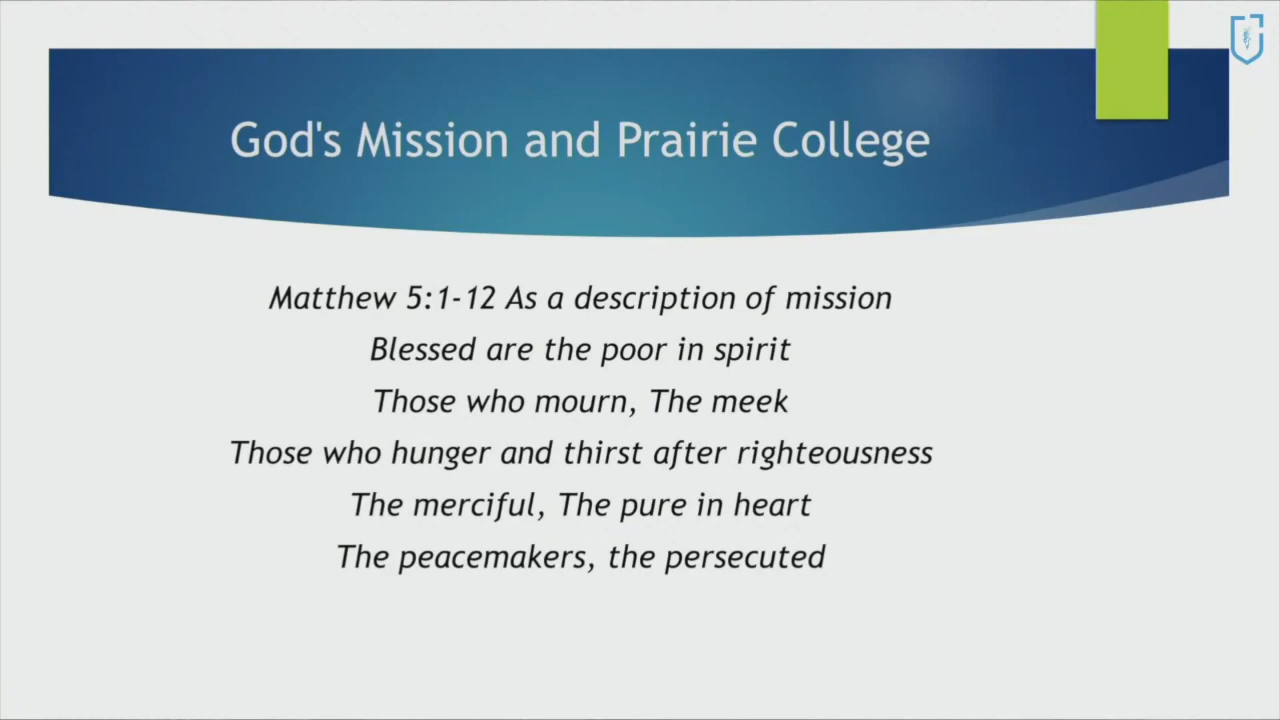 God's Mission and Prairie College
Matthew 5:1-12 As a description of mission
Blessed are the poor in spirit
Those who mourn, The meek
Those who hunger and thirst after righteousness
The merciful, The pure in heart
The peacemakers, the persecuted